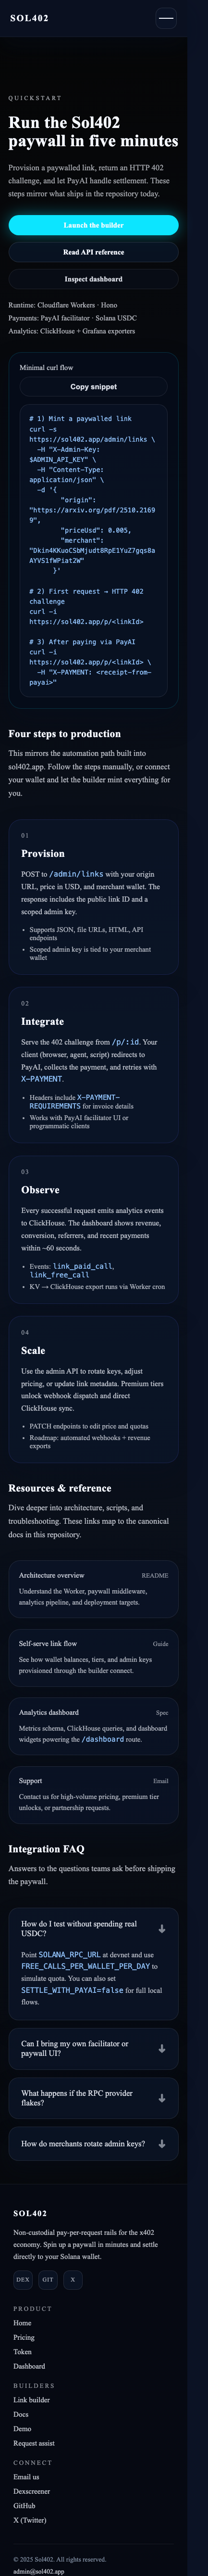 SOL402
QUICKSTART
Run the Sol402
paywall in five minutes
Provision a paywalled link, return an HTTP 402
challenge, and let PayAI handle settlement. These
steps mirror what ships in the repository today.
Launch the builder
Read API reference
Inspect dashboard
Runtime: Cloudflare Workers · Hono
Payments: PayAI facilitator · Solana USDC
Analytics: ClickHouse + Grafana exporters
Minimal curl flow
Copy snippet
# 1) Mint a paywalled link
curl -s
https://sol402.app/admin/links \
-H "X-Admin-Key:
$ADMIN_API_KEY" \
-H "Content-Type:
application/json" \
-d '{
"origin":
"https://arxiv.org/pdf/2510.2169
9",
"priceUsd": 0.005,
"merchant":
"Dkin4KKuoCSbMjudt8RpE1YuZ7gqs8a
AYVS1fWPiat2W"
}'
# 2) First request → HTTP 402
challenge
curl -i
https://sol402.app/p/<linkId>
# 3) After paying via PayAI
curl -i
https://sol402.app/p/<linkId> \
-H "X-PAYMENT: <receipt-from-
payai>"
Four steps to production
This mirrors the automation path built into
sol402.app. Follow the steps manually, or connect
your wallet and let the builder mint everything for
you.
01
Provision
POST to /admin/links with your origin
URL, price in USD, and merchant wallet. The
response includes the public link ID and a
scoped admin key.
• Supports JSON, file URLs, HTML, API
endpoints
• Scoped admin key is tied to your merchant
wallet
02
Integrate
Serve the 402 challenge from /p/:id. Your
client (browser, agent, script) redirects to
PayAI, collects the payment, and retries with
X-PAYMENT.
• Headers include X-PAYMENT-
REQUIREMENTS for invoice details
• Works with PayAI facilitator UI or
programmatic clients
03
Observe
Every successful request emits analytics events
to ClickHouse. The dashboard shows revenue,
conversion, referrers, and recent payments
within ~60 seconds.
• Events: link_paid_call,
link_free_call
• KV → ClickHouse export runs via Worker cron
04
Scale
Use the admin API to rotate keys, adjust
pricing, or update link metadata. Premium tiers
unlock webhook dispatch and direct
ClickHouse sync.
• PATCH endpoints to edit price and quotas
• Roadmap: automated webhooks + revenue
exports
Resources & reference
Dive deeper into architecture, scripts, and
troubleshooting. These links map to the canonical
docs in this repository.
Architecture overview README
Understand the Worker, paywall middleware,
analytics pipeline, and deployment targets.
Self-serve link flow Guide
See how wallet balances, tiers, and admin keys
provisioned through the builder connect.
Analytics dashboard Spec
Metrics schema, ClickHouse queries, and dashboard
widgets powering the /dashboard route.
Support Email
Contact us for high-volume pricing, premium tier
unlocks, or partnership requests.
Integration FAQ
Answers to the questions teams ask before shipping
the paywall.
How do I test without spending real
USDC?
Point SOLANA_RPC_URL at devnet and use
FREE_CALLS_PER_WALLET_PER_DAY to
simulate quota. You can also set
SETTLE_WITH_PAYAI=false for full local
flows.
Can I bring my own facilitator or
paywall UI?
What happens if the RPC provider
flakes?
How do merchants rotate admin keys?
SOL402
Non-custodial pay-per-request rails for the x402
economy. Spin up a paywall in minutes and settle
directly to your Solana wallet.
DEX GIT X
PRODUCT
Home
Pricing
Token
Dashboard
BUILDERS
Link builder
Docs
Demo
Request assist
CONNECT
Email us
Dexscreener
GitHub
X (Twitter)
© 2025 Sol402. All rights reserved.
admin@sol402.app